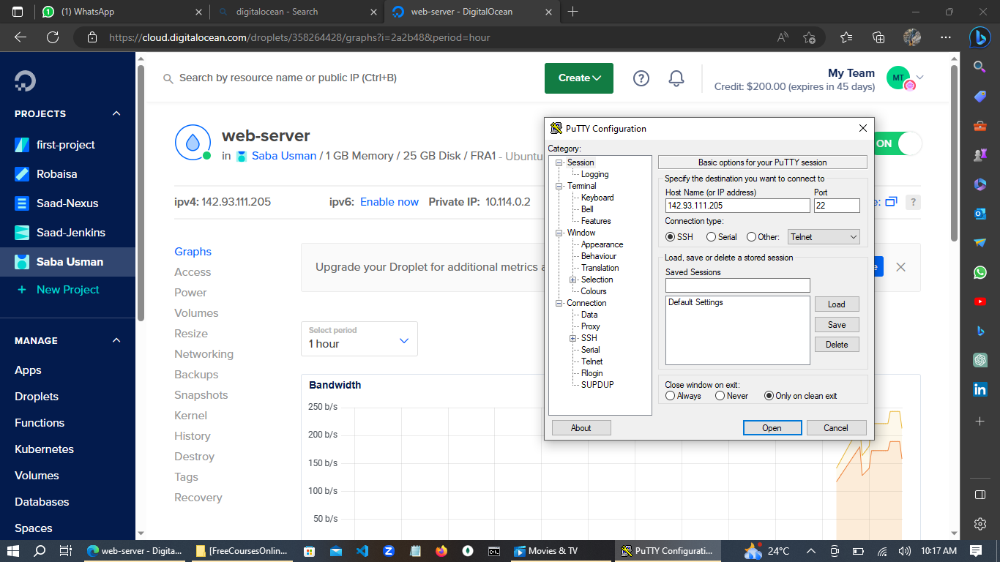 (1) WhatsApp
digitalocean - Search
web-server - DigitalOcean
https://cloud.digitalocean.com/droplets/358264428/graphs?i=2a2b48&period=hour
Search by resource name or public IP (Ctrl+B)
Create
My Team
Credit: $200.00 (expires in 45 days)
MT
PROJECTS
first-project
Robaisa
Saad-Nexus
Saad-Jenkins
Saba Usman
+ New Project
MANAGE
Apps
Droplets
Functions
Kubernetes
Volumes
Databases
Spaces
web-server
in Saba Usman / 1 GB Memory / 25 GB Disk / FRA1 - Ubuntu
ON
ipv4: 142.93.111.205 ipv6: Enable now Private IP: 10.114.0.2
e:
?
Graphs
Access
Power
Volumes
Resize
Networking
Backups
Snapshots
Kernel
History
Destroy
Tags
Recovery
Upgrade your Droplet for additional metrics a
e
Select period
1 hour
Bandwidth
250 b/s
200 b/s
150 b/s
100 b/s
50 b/s
PuTTY Configuration
Category:
Session
Logging
Terminal
Keyboard
Bell
Features
Window
Appearance
Behaviour
Translation
Selection
Colours
Connection
Data
Proxy
SSH
Serial
Telnet
Rlogin
SUPDUP
Basic options for your PuTTY session
Specify the destination you want to connect to
Host Name (or IP address) Port
142.93.111.205 22
Connection type:
SSH Serial Other: Telnet
Load, save or delete a stored session
Saved Sessions
Default Settings
Load
Save
Delete
Close window on exit:
Always Never Only on clean exit
About Open Cancel
web-server - Digita...
[FreeCoursesOnlin...
Movies & TV
PuTTY Configurati...
24°C
10:17 AM